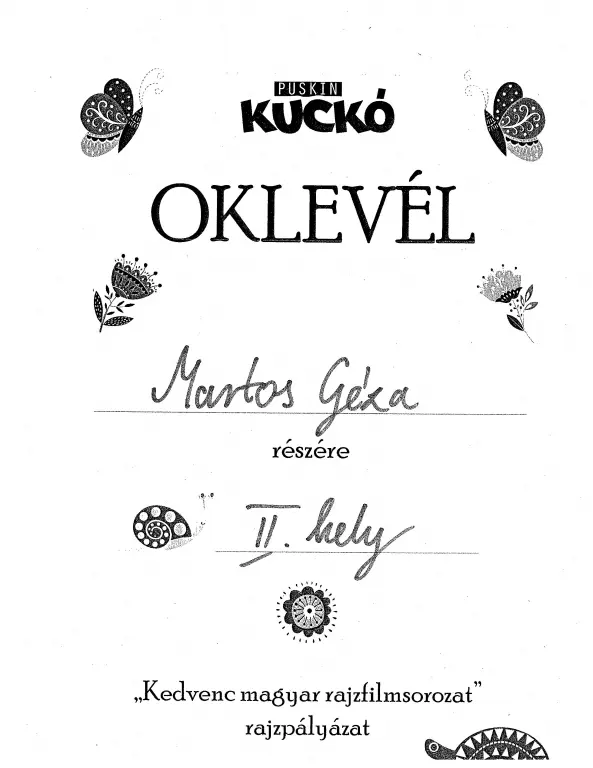 PUSKIN
KUCKÓ
OKLEVÉL
Martos Géza
részére
II. hely
„Kedvenc magyar rajzfilmsorozat”
rajzpályázat